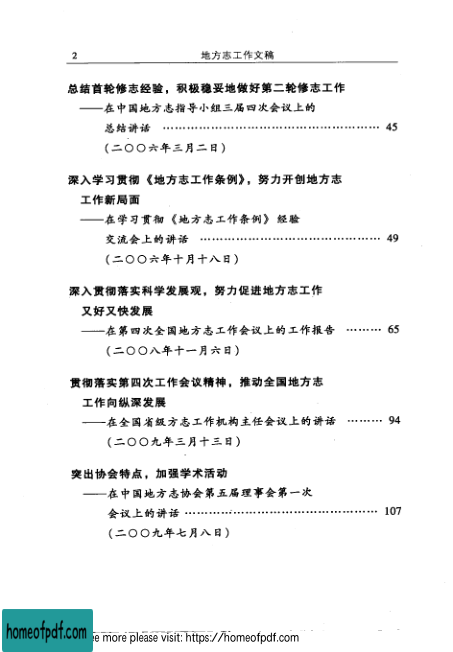 2 地方志工作文稿
总结首轮修志经验，积极稳妥地做好第二轮修志工作
——在中国地方志指导小组三届四次会议上的
总结讲话 ………………………………………… 45
(二〇〇六年三月二日)
深入学习贯彻《地方志工作条例》，努力开创地方志
工作新局面
——在学习贯彻《地方志工作条例》经验
交流会上的讲话 ………………………………… 49
(二〇〇六年十月十八日)
深入贯彻落实科学发展观，努力促进地方志工作
又好又快发展
——在第四次全国地方志工作会议上的工作报告 ……… 65
(二〇〇八年十一月六日)
贯彻落实第四次工作会议精神，推动全国地方志
工作向纵深发展
——在全国省级方志工作机构主任会议上的讲话 ……… 94
(二〇〇九年三月十三日)
突出协会特点，加强学术活动
——在中国地方志协会第五届理事会第一次
会议上的讲话 …………………………………… 107
(二〇〇九年七月八日)
homeofpdf.com
ee more please visit: https://homeofpdf.com